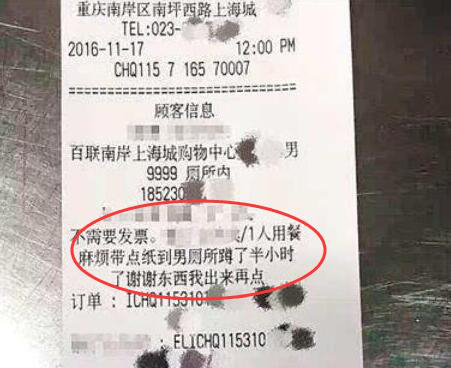 重庆南岸区南坪西路上海城
TEL:023-
2016-11-17 12:00 PM
CHQ115 7 165 70007
==============================
顾客信息
百联南岸上海城购物中心 男
9999 厕所内
185230
不需要发票。 /1人用餐
麻烦带点纸到男厕所蹲了半小时
了谢谢东西我出来再点
订单 : ICHQ1153101
: ELICHQ115310